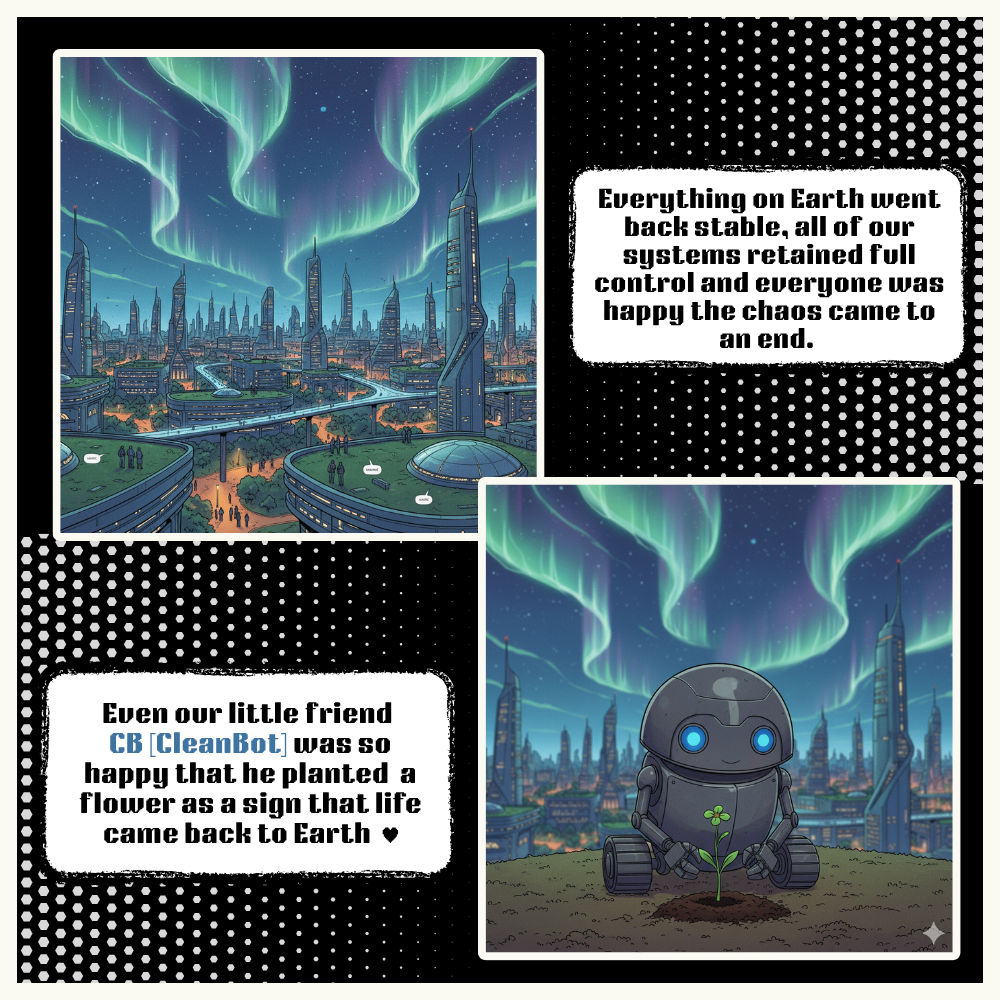 Everything on Earth went
back stable, all of our
systems retained full
control and everyone was
happy the chaos came to
an end.
Even our little friend
CB [CleanBot] was so
happy that he planted a
flower as a sign that life
came back to Earth ♥